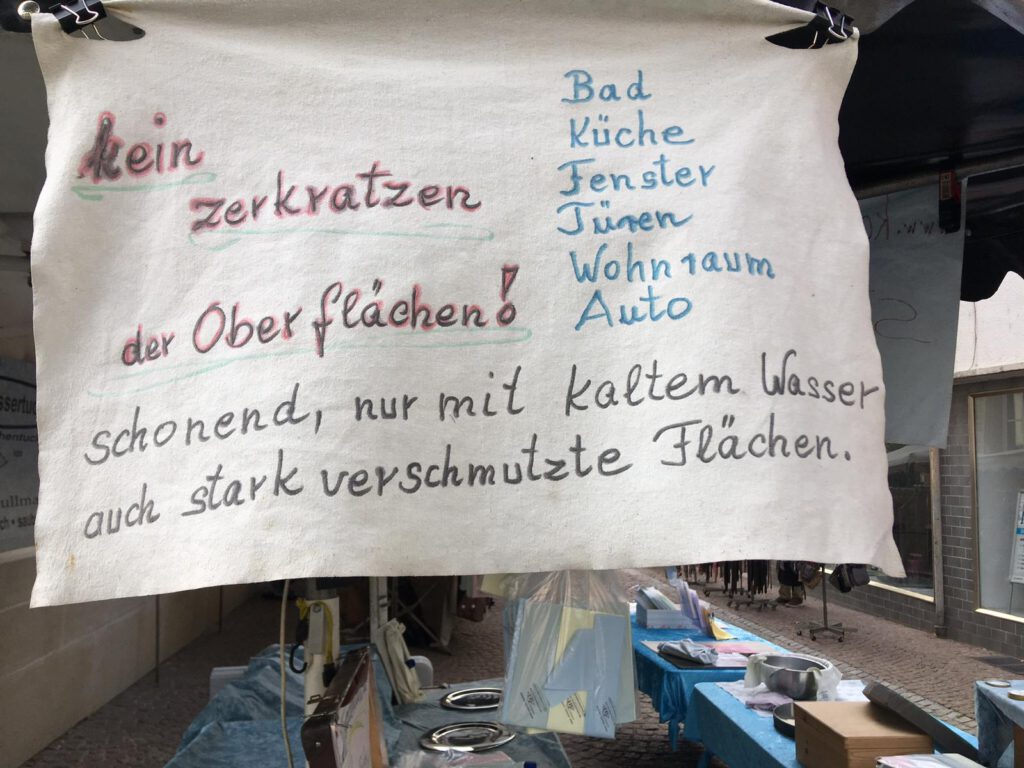 kein
zerkratzen
der Oberflächen!
Bad
Küche
Fenster
Türen
Wohnraum
Auto
schonend, nur mit kaltem Wasser
auch stark verschmutzte Flächen.